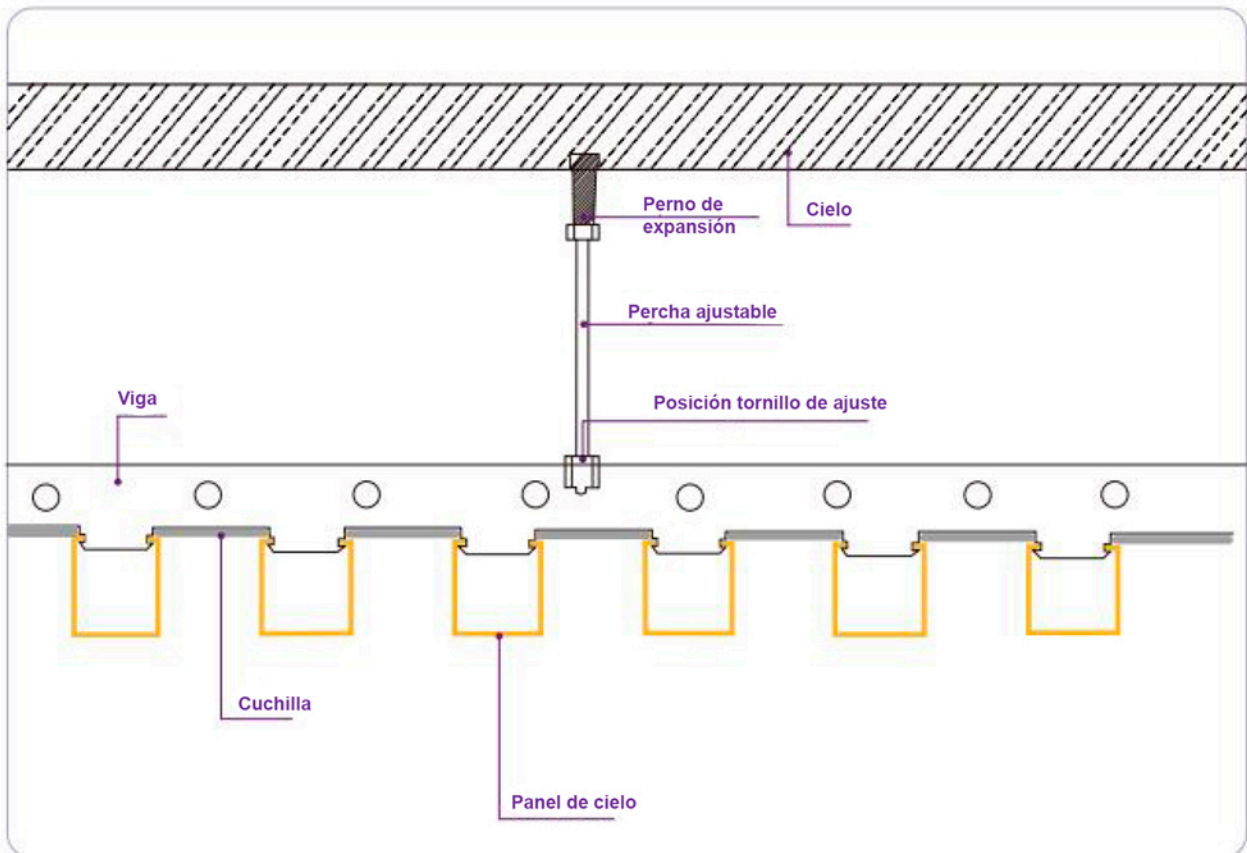 Perno de
expansión
Cielo
Percha ajustable
Viga
Posición tornillo de ajuste
Cuchilla
Panel de cielo